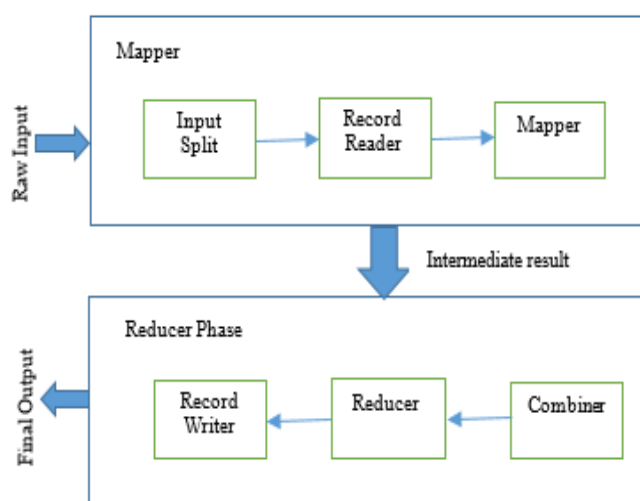 Mapper
Raw Input
Input
Split
Record
Reader
Mapper
Intermediate result
Reducer Phase
Final Output
Record
Writer
Reducer
Combiner